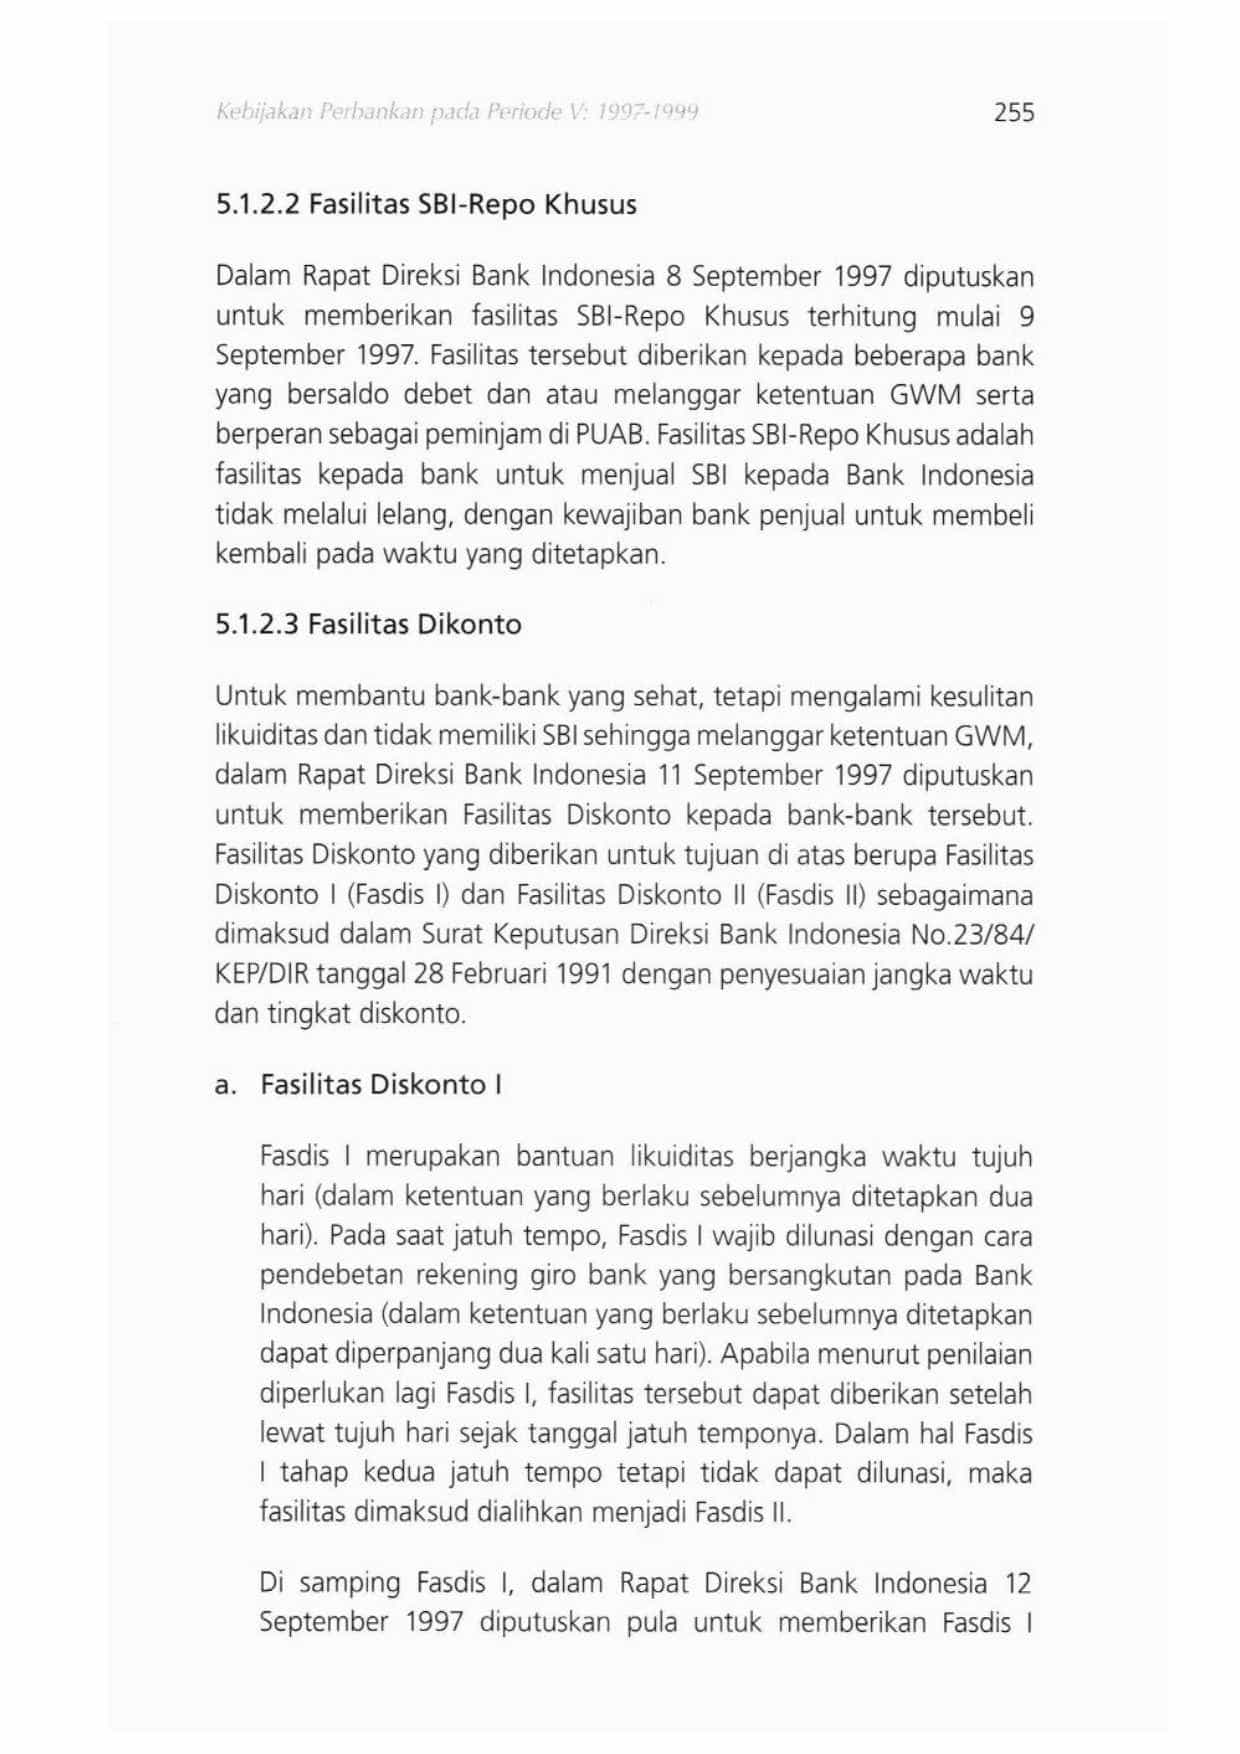 Kebijakan Perbankan pada Periode V: 1997-1999 255
5.1.2.2 Fasilitas SBI-Repo Khusus
Dalam Rapat Direksi Bank Indonesia 8 September 1997 diputuskan
untuk memberikan fasilitas SBI-Repo Khusus terhitung mulai 9
September 1997. Fasilitas tersebut diberikan kepada beberapa bank
yang bersaldo debet dan atau melanggar ketentuan GWM serta
berperan sebagai peminjam di PUAB. Fasilitas SBI-Repo Khusus adalah
fasilitas kepada bank untuk menjual SBI kepada Bank Indonesia
tidak melalui lelang, dengan kewajiban bank penjual untuk membeli
kembali pada waktu yang ditetapkan.
5.1.2.3 Fasilitas Dikonto
Untuk membantu bank-bank yang sehat, tetapi mengalami kesulitan
likuiditas dan tidak memiliki SBI sehingga melanggar ketentuan GWM,
dalam Rapat Direksi Bank Indonesia 11 September 1997 diputuskan
untuk memberikan Fasilitas Diskonto kepada bank-bank tersebut.
Fasilitas Diskonto yang diberikan untuk tujuan di atas berupa Fasilitas
Diskonto I (Fasdis I) dan Fasilitas Diskonto II (Fasdis II) sebagaimana
dimaksud dalam Surat Keputusan Direksi Bank Indonesia No.23/84/
KEP/DIR tanggal 28 Februari 1991 dengan penyesuaian jangka waktu
dan tingkat diskonto.
a. Fasilitas Diskonto I
Fasdis I merupakan bantuan likuiditas berjangka waktu tujuh
hari (dalam ketentuan yang berlaku sebelumnya ditetapkan dua
hari). Pada saat jatuh tempo, Fasdis I wajib dilunasi dengan cara
pendebetan rekening giro bank yang bersangkutan pada Bank
Indonesia (dalam ketentuan yang berlaku sebelumnya ditetapkan
dapat diperpanjang dua kali satu hari). Apabila menurut penilaian
diperlukan lagi Fasdis I, fasilitas tersebut dapat diberikan setelah
lewat tujuh hari sejak tanggal jatuh temponya. Dalam hal Fasdis
I tahap kedua jatuh tempo tetapi tidak dapat dilunasi, maka
fasilitas dimaksud dialihkan menjadi Fasdis II.
Di samping Fasdis I, dalam Rapat Direksi Bank Indonesia 12
September 1997 diputuskan pula untuk memberikan Fasdis I